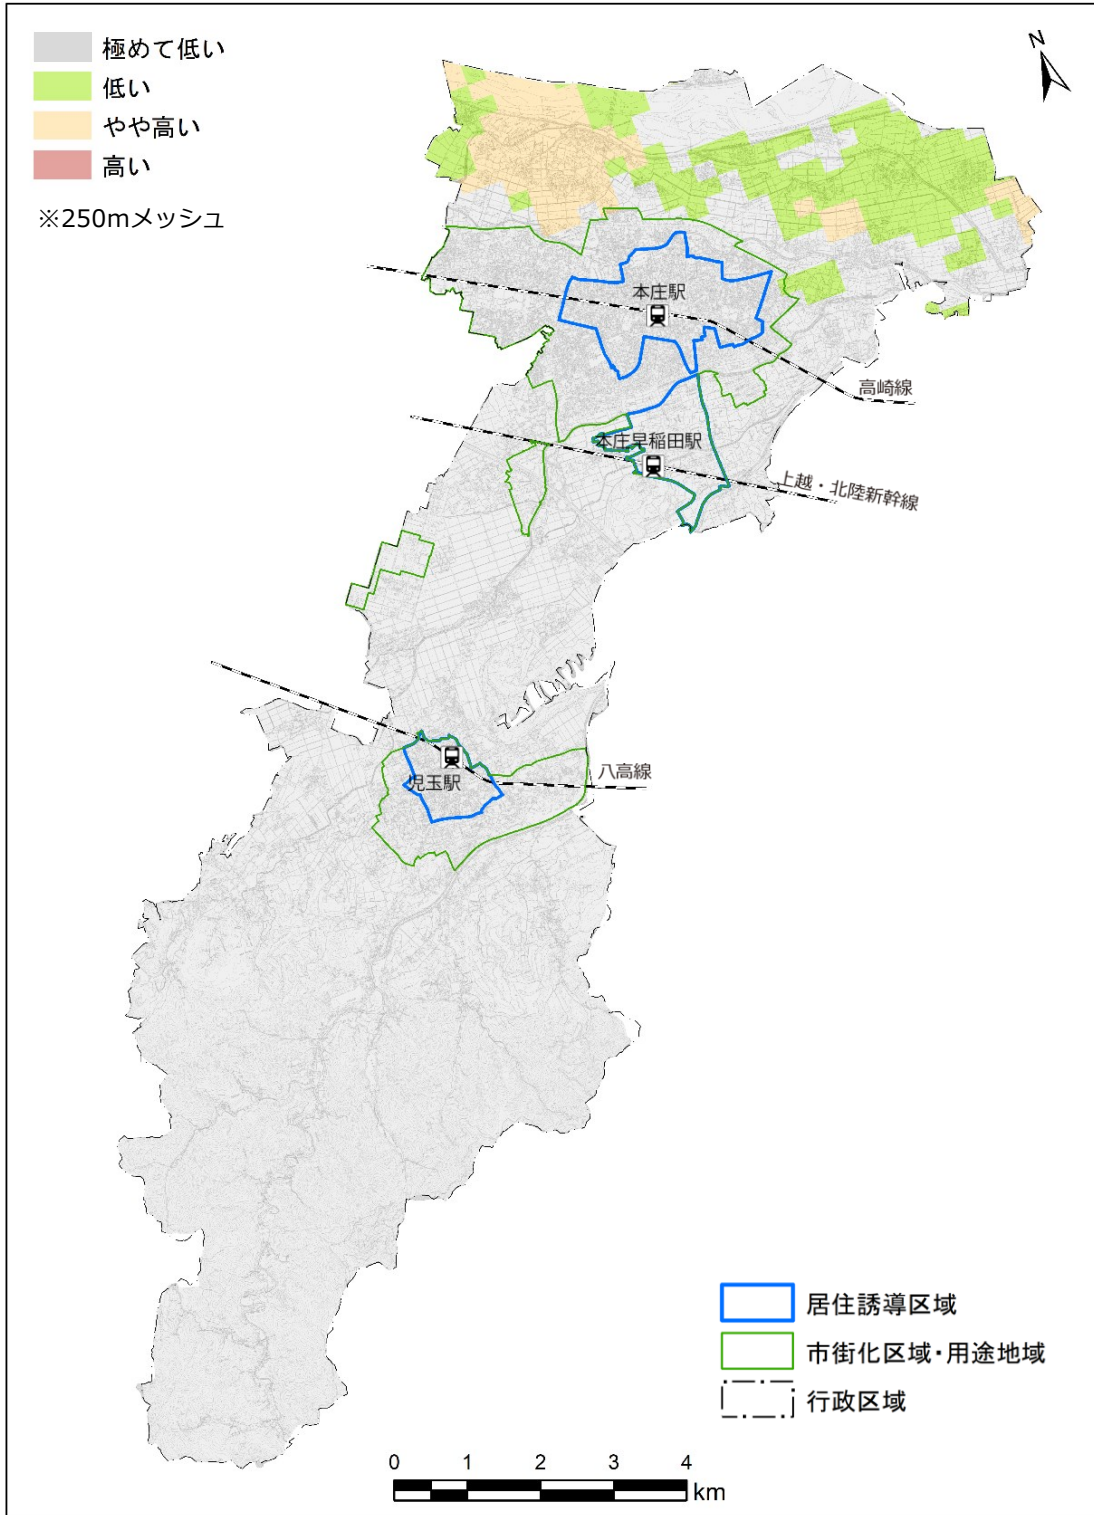 極めて低い
低い
やや高い
高い
※250mメッシュ
N
本庄駅
高崎線
本庄早稲田駅
上越・北陸新幹線
八高線
児玉駅
居住誘導区域
市街化区域・用途地域
行政区域
0 1 2 3 4
km